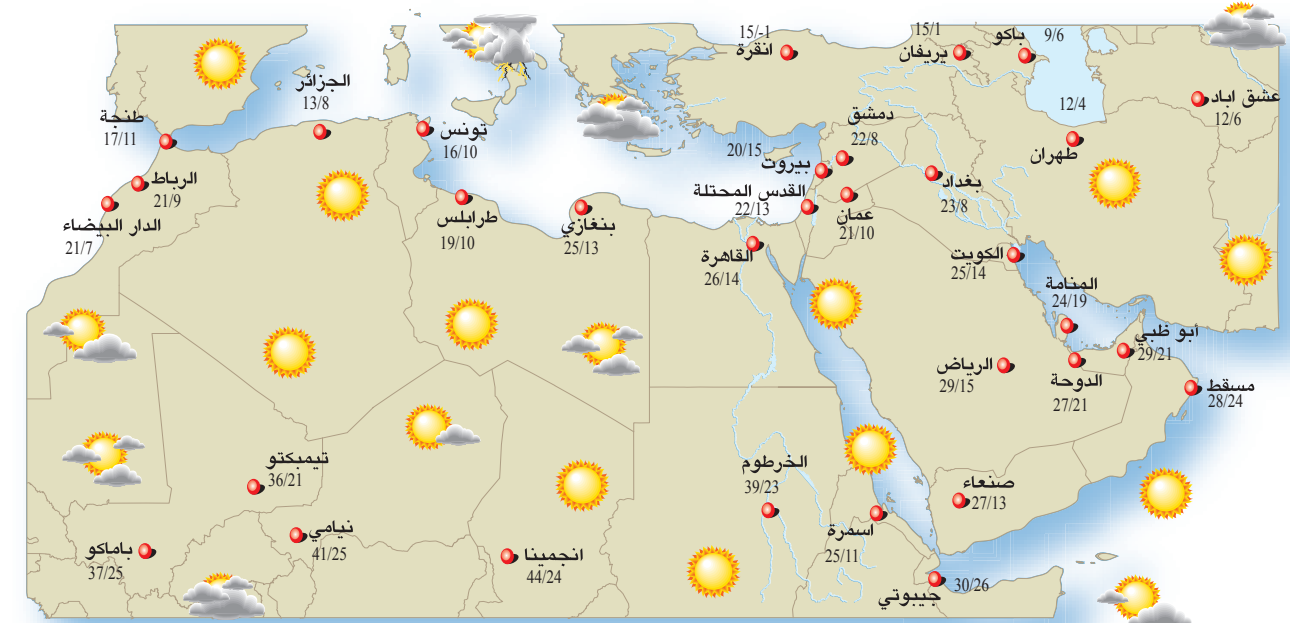 15/-1
انقرة
15/1
يريفان
باكو
9/6
عشق اباد
12/6
12/4
طهران
الجزائر
13/8
طنجة
17/11
تونس
16/10
دمشق
22/8
20/15
بيروت
بغداد
23/8
الرباط
21/9
الدار البيضاء
21/7
طرابلس
19/10
بنغازي
25/13
القدس المحتلة
22/13
عمان
21/10
القاهرة
26/14
الكويت
25/14
المنامة
24/19
أبو ظبي
29/21
الرياض
29/15
الدوحة
27/21
مسقط
28/24
تيمبكتو
36/21
الخرطوم
39/23
صنعاء
27/13
اسمرة
25/11
نيامي
41/25
باماكو
37/25
انجمينا
44/24
30/26
جيبوتي